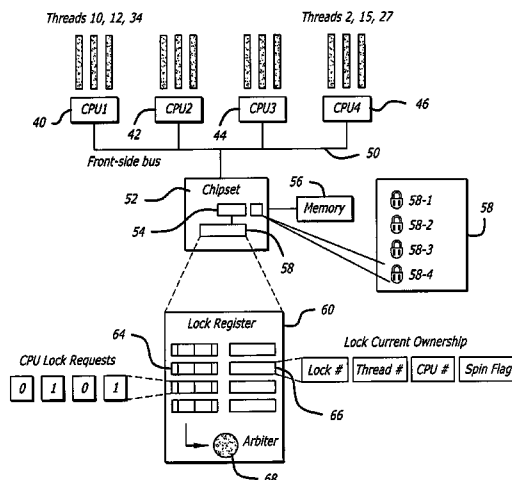 Threads 10, 12, 34
Threads 2, 15, 27
40
CPU1
42
CPU2
44
CPU3
CPU4
46
Front-side bus
50
52
Chipset
54
58
56
Memory
58-1
58-2
58-3
58-4
58
60
Lock Register
64
CPU Lock Requests
0 1 0 1
Lock Current Ownership
Lock # Thread # CPU # Spin Flag
66
Arbiter
68